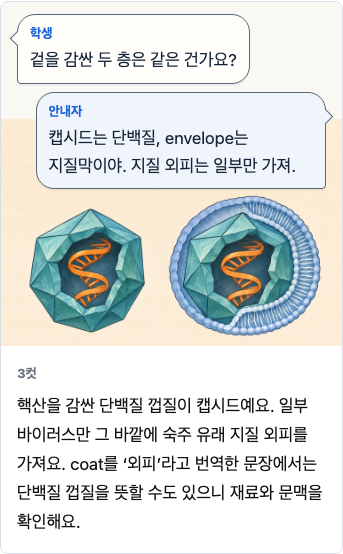 학생
겉을 감싼 두 층은 같은 건가요?
안내자
캡시드는 단백질, envelope는
지질막이야. 지질 외피는 일부만 가져.
3컷
핵산을 감싼 단백질 껍질이 캡시드예요. 일부
바이러스만 그 바깥에 숙주 유래 지질 외피를
가져요. coat를 ‘외피’라고 번역한 문장에서는
단백질 껍질을 뜻할 수도 있으니 재료와 문맥을
확인해요.